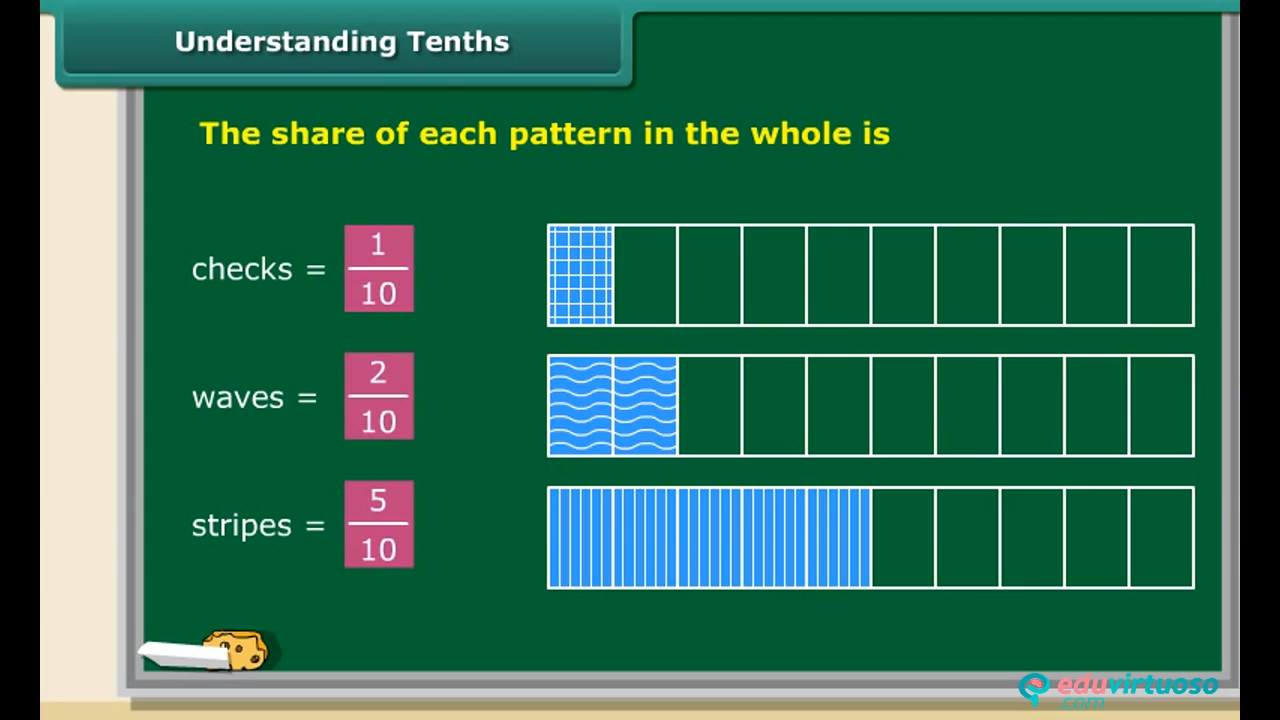 Understanding Tenths
The share of each pattern in the whole is
checks = 1/10
waves = 2/10
stripes = 5/10
eduvirtuoso
.com